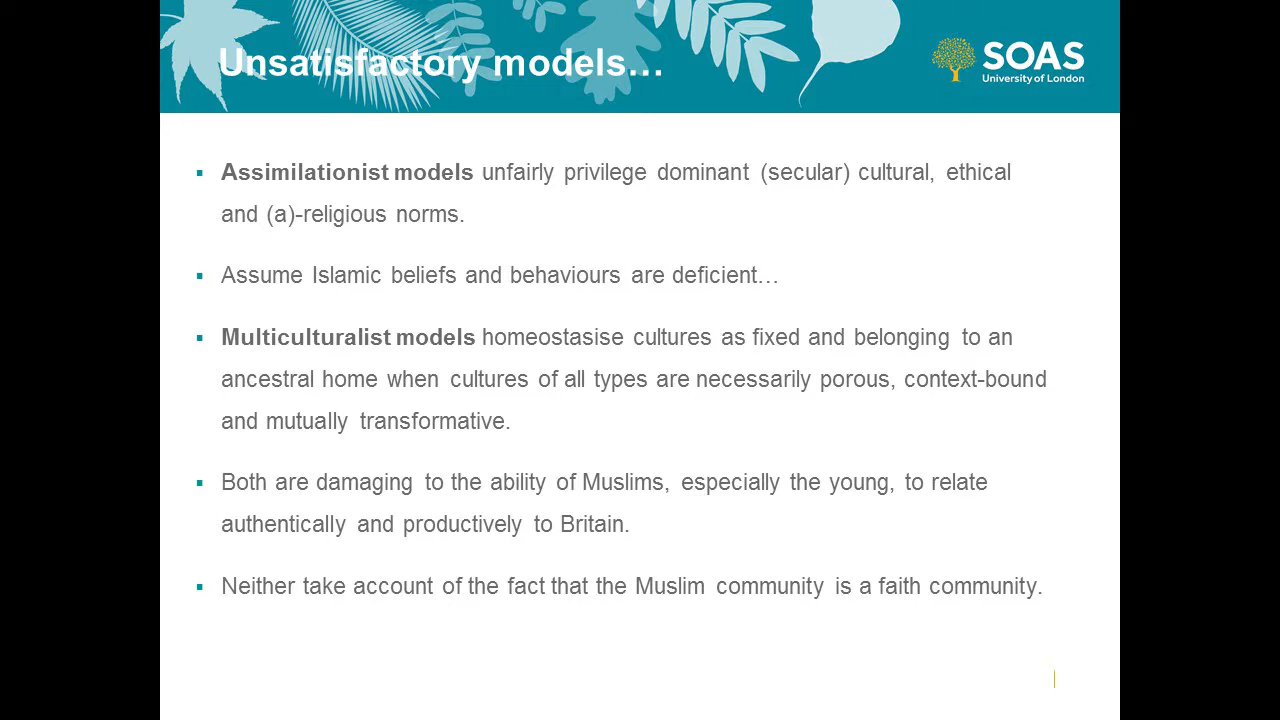 Unsatisfactory models…
SOAS
University of London
▪ Assimilationist models unfairly privilege dominant (secular) cultural, ethical
and (a)-religious norms.
▪ Assume Islamic beliefs and behaviours are deficient…
▪ Multiculturalist models homeostasise cultures as fixed and belonging to an
ancestral home when cultures of all types are necessarily porous, context-bound
and mutually transformative.
▪ Both are damaging to the ability of Muslims, especially the young, to relate
authentically and productively to Britain.
▪ Neither take account of the fact that the Muslim community is a faith community.